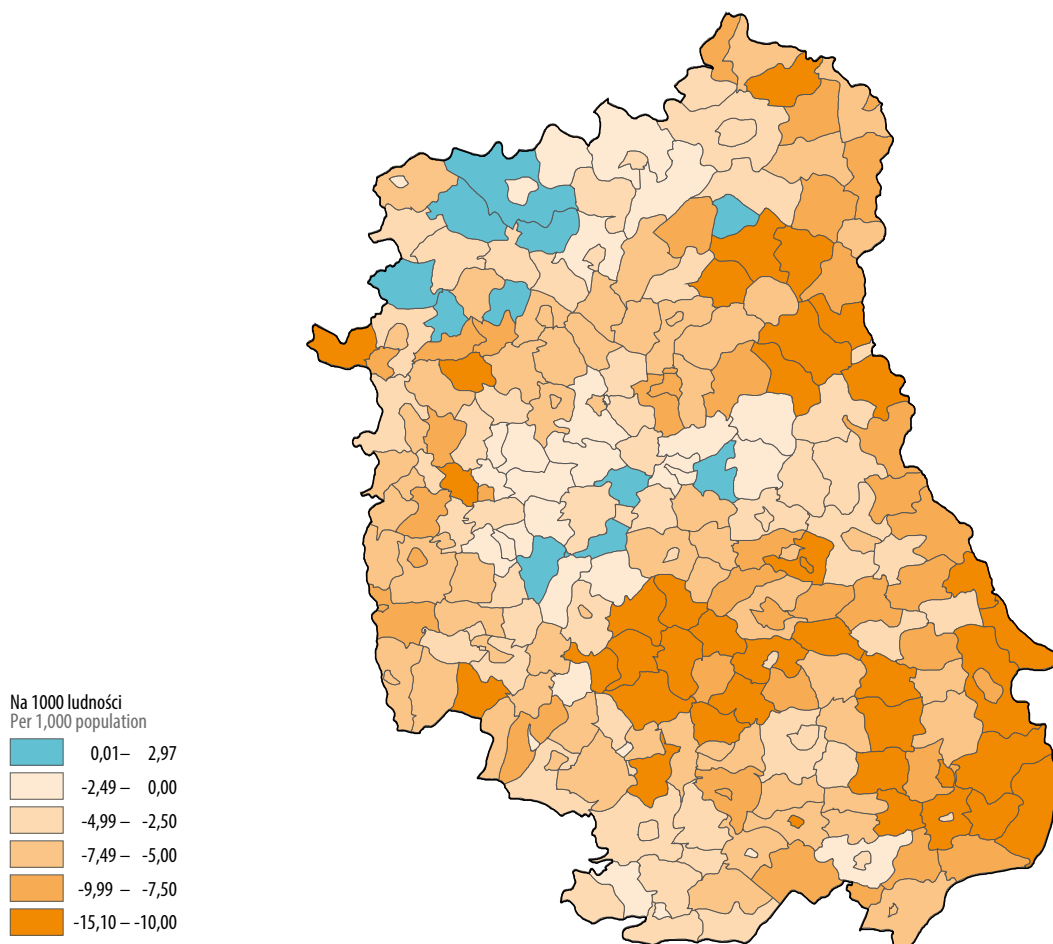 Na 1000 ludności
Per 1,000 population
0,01– 2,97
-2,49 – 0,00
-4,99 – -2,50
-7,49 – -5,00
-9,99 – -7,50
-15,10 – -10,00